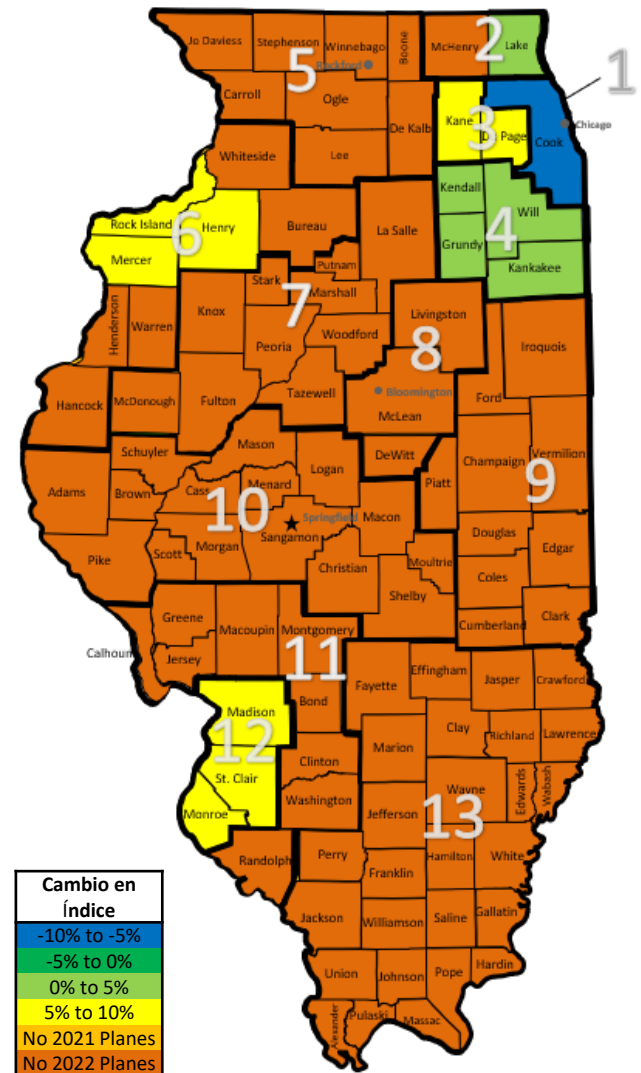 Jo Daviess
Stephenson
Winnebago
Boone
McHenry
2
Lake
5
Rockford
1
Carroll
Ogle
De Kalb
Kane
3
Du Page
Cook
Chicago
Whiteside
Lee
Kendall
Will
Rock Island
6
Henry
Bureau
La Salle
Grundy
4
Mercer
Putnam
Kankakee
Stark
7
Marshall
Henderson
Warren
Knox
Peoria
Woodford
Livingston
8
Iroquois
Hancock
McDonough
Fulton
Tazewell
Bloomington
McLean
Ford
Schuyler
Mason
Logan
DeWitt
Champaign
Vermilion
9
Adams
Brown
Cass
Menard
Piatt
10
Springfield
Macon
Sangamon
Douglas
Edgar
Pike
Scott
Morgan
Christian
Moultrie
Coles
Shelby
Greene
Macoupin
Montgomery
Cumberland
Clark
Calhoun
Jersey
11
Effingham
Jasper
Crawford
Fayette
Madison
Bond
12
Clay
Richland
Lawrence
Marion
Clinton
St. Clair
Wayne
Edwards
Wabash
Washington
Monroe
Jefferson
13
Randolph
Perry
Hamilton
White
Franklin
Jackson
Williamson
Saline
Gallatin
Union
Johnson
Pope
Hardin
Alexander
Pulaski
Massac
Cambio en
Índice
-10% to -5%
-5% to 0%
0% to 5%
5% to 10%
No 2021 Planes
No 2022 Planes